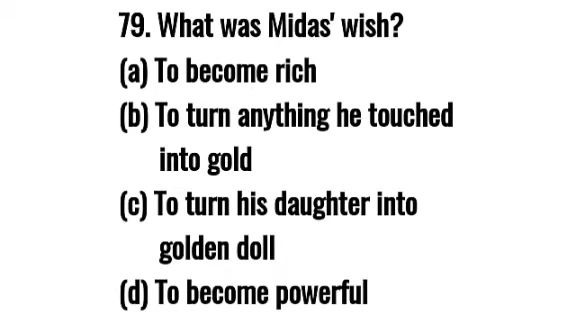 79. What was Midas' wish?
(a) To become rich
(b) To turn anything he touched
into gold
(c) To turn his daughter into
golden doll
(d) To become powerful